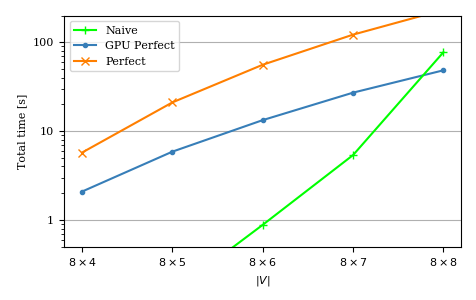 Naive
GPU Perfect
Perfect
100
10
1
Total time [s]
8 × 4
8 × 5
8 × 6
8 × 7
8 × 8
|V|